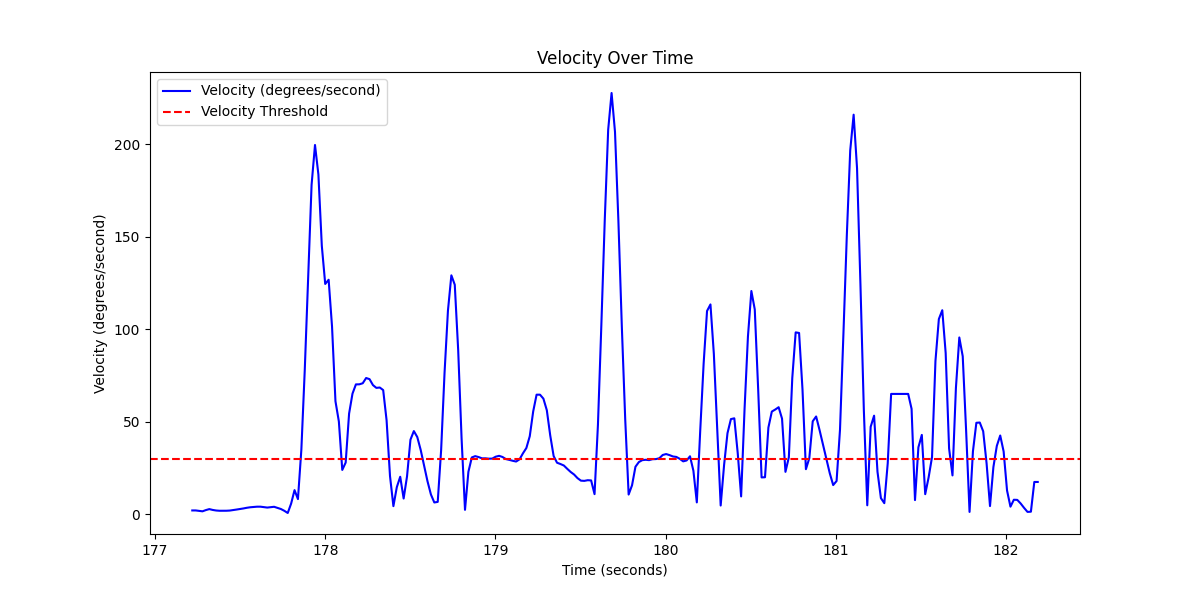 Velocity Over Time
Velocity (degrees/second)
Velocity Threshold
Velocity (degrees/second)
200
150
100
50
0
177
178
179
180
181
182
Time (seconds)